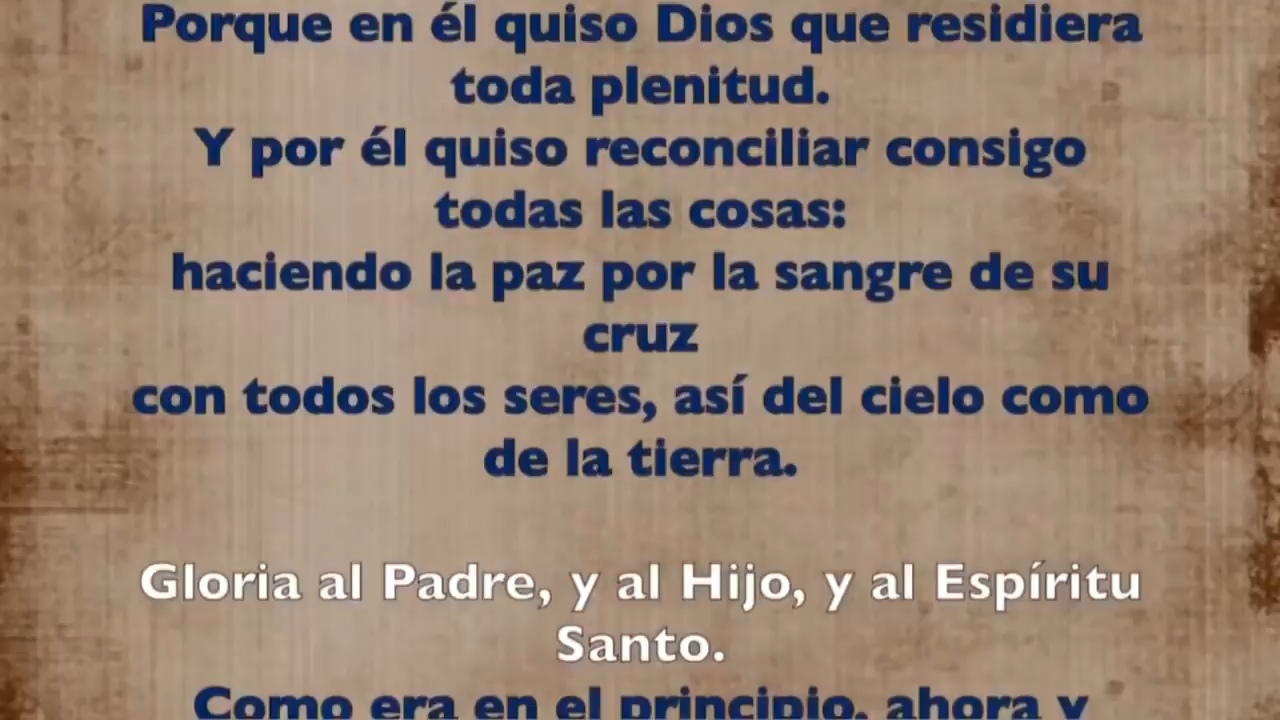 Porque en él quiso Dios que residiera
toda plenitud.
Y por él quiso reconciliar consigo
todas las cosas:
haciendo la paz por la sangre de su
cruz
con todos los seres, así del cielo como
de la tierra.
Gloria al Padre, y al Hijo, y al Espíritu
Santo.
Como era en el principio, ahora y